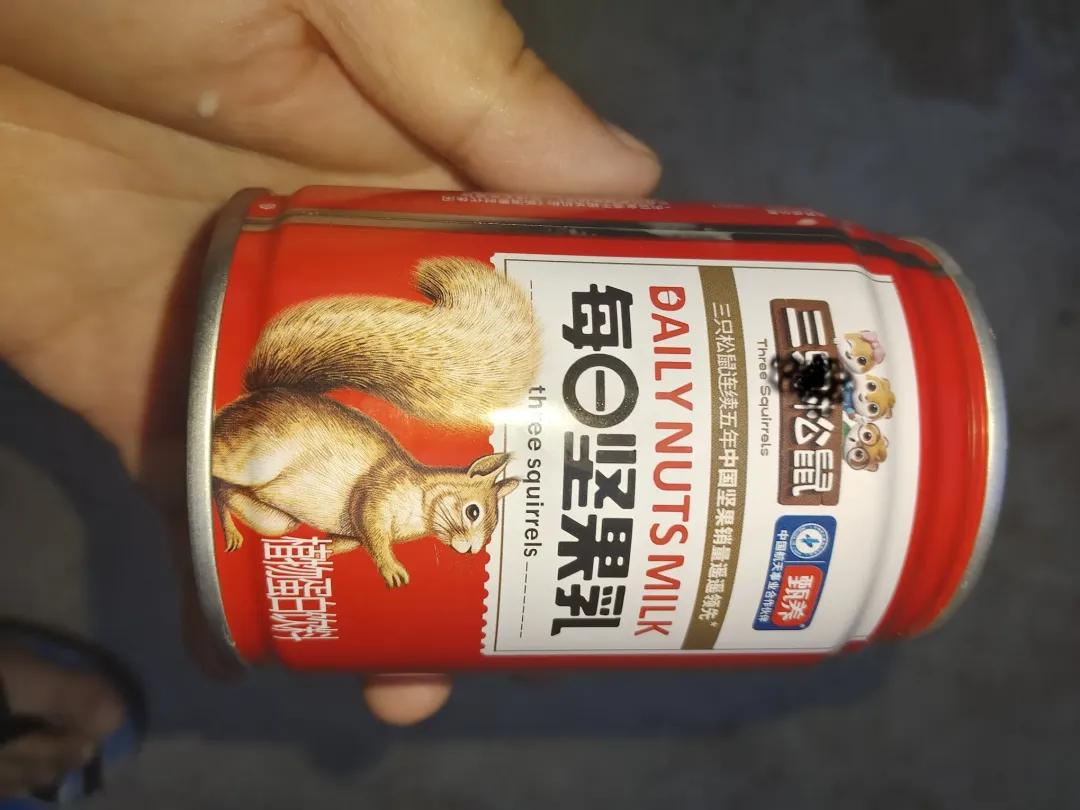 三只松鼠
Three Squirrels
甄养
中国航天事业合作伙伴
三只松鼠连续五年中国坚果销量遥遥领先*
DAILY NUTS MILK
每日坚果乳
three squirrels
植物蛋白饮料